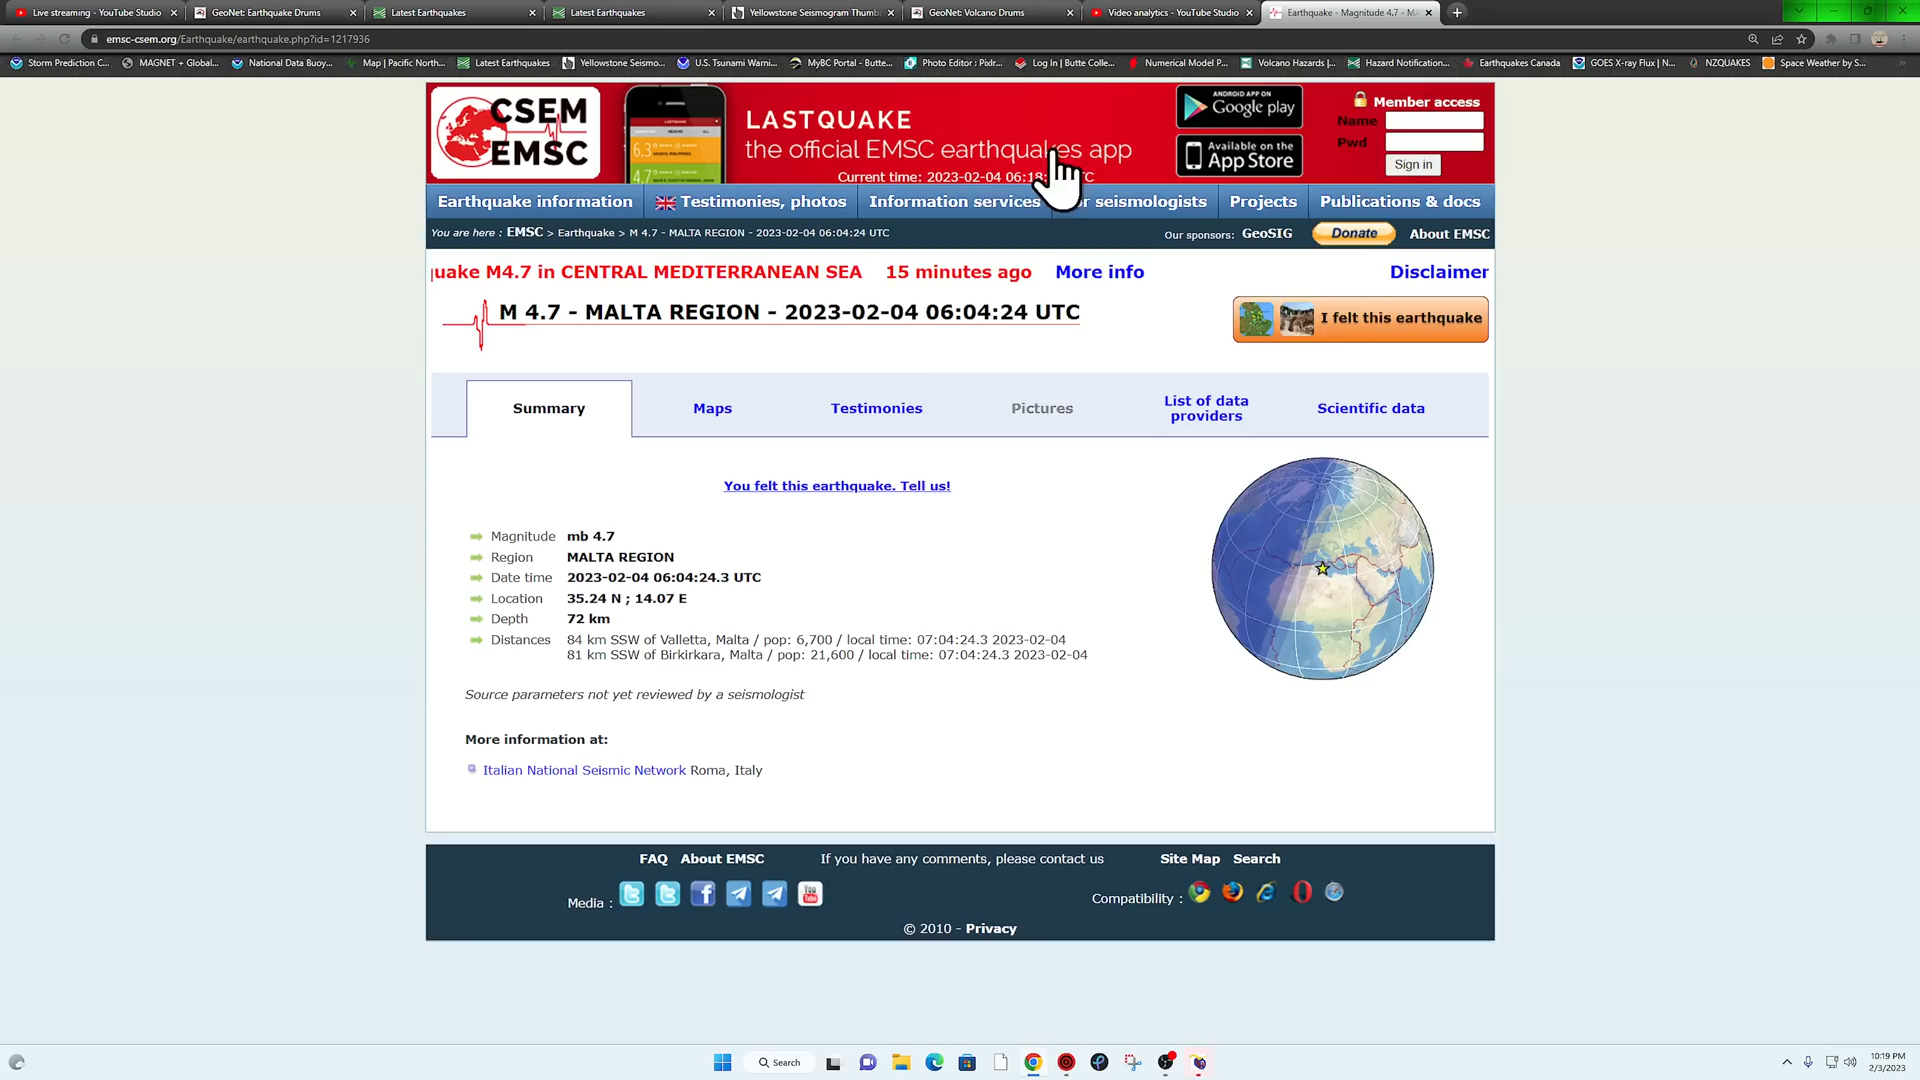 Live streaming - YouTube Studio
GeoNet: Earthquake Drums
Latest Earthquakes
Latest Earthquakes
Yellowstone Seismogram Thumb
GeoNet: Volcano Drums
Video analytics - YouTube Studio
Earthquake - Magnitude 4.7 - M
emsc-csem.org/Earthquake/earthquake.php?id=1217936
Storm Prediction C...
MAGNET + Global...
National Data Buoy...
Map | Pacific North...
Latest Earthquakes
Yellowstone Seismo...
U.S. Tsunami Warni...
MyBC Portal - Butte...
Photo Editor : Pixlr...
Log In | Butte Colle...
Numerical Model P...
Volcano Hazards |...
Hazard Notification...
Earthquakes Canada
GOES X-ray Flux | N...
NZQUAKES
Space Weather by S...
CSEM
EMSC
6.3
4.7
LASTQUAKE
the official EMSC earthquakes app
Current time: 2023-02-04 06:18 TC
ANDROID APP ON
Google play
Available on the
App Store
Member access
Name
Pwd
Sign in
Earthquake information
Testimonies, photos
Information services
r seismologists
Projects
Publications & docs
You are here : EMSC > Earthquake > M 4.7 - MALTA REGION - 2023-02-04 06:04:24 UTC
Our sponsors: GeoSIG
Donate
About EMSC
uake M4.7 in CENTRAL MEDITERRANEAN SEA 15 minutes ago More info
Disclaimer
M 4.7 - MALTA REGION - 2023-02-04 06:04:24 UTC
I felt this earthquake
Summary
Maps
Testimonies
Pictures
List of data
providers
Scientific data
You felt this earthquake. Tell us!
Magnitude mb 4.7
Region MALTA REGION
Date time 2023-02-04 06:04:24.3 UTC
Location 35.24 N ; 14.07 E
Depth 72 km
Distances 84 km SSW of Valletta, Malta / pop: 6,700 / local time: 07:04:24.3 2023-02-04
81 km SSW of Birkirkara, Malta / pop: 21,600 / local time: 07:04:24.3 2023-02-04
Source parameters not yet reviewed by a seismologist
More information at:
Italian National Seismic Network Roma, Italy
FAQ About EMSC If you have any comments, please contact us Site Map Search
Media :
You
Tube
Compatibility :
© 2010 - Privacy
Search
10:19 PM
2/3/2023